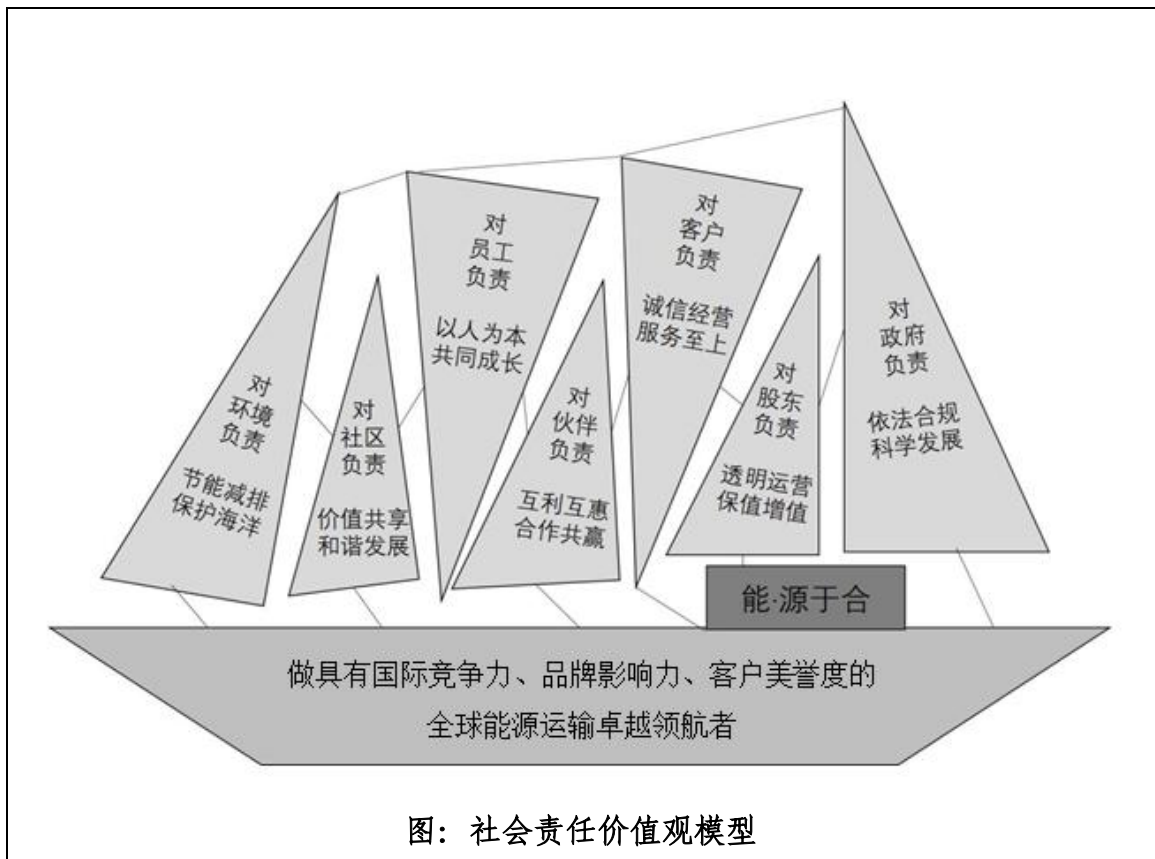 对
环境
负责
节能减排
保护海洋
对
社区
负责
价值共享
和谐发展
对
员工
负责
以人为本
共同成长
对
伙伴
负责
互利互惠
合作共赢
对
客户
负责
诚信经营
服务至上
对
股东
负责
透明运营
保值增值
对
政府
负责
依法合规
科学发展
能·源于合
做具有国际竞争力、品牌影响力、客户美誉度的
全球能源运输卓越领航者
图：社会责任价值观模型